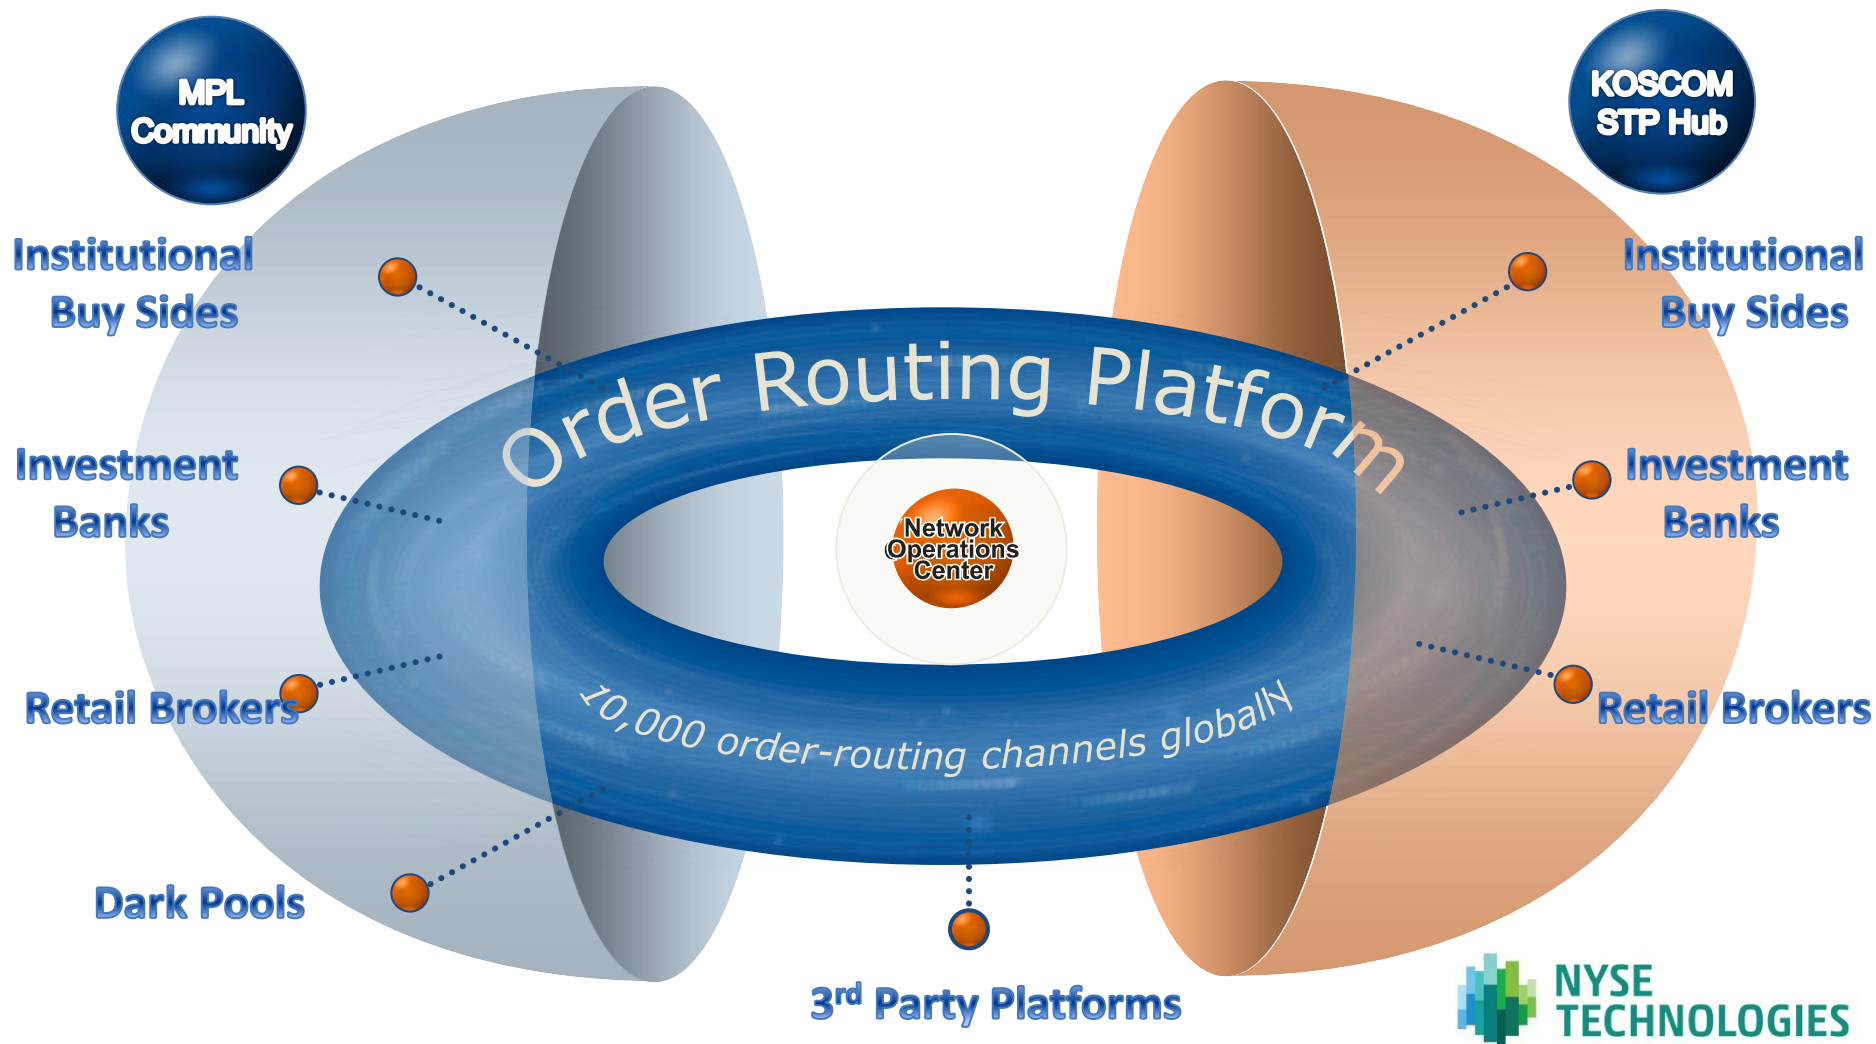 MPL
Community
KOSCOM
STP Hub
Institutional
Buy Sides
Institutional
Buy Sides
Order Routing Platform
Investment
Banks
Investment
Banks
Network
Operations
Center
Retail Brokers
Retail Brokers
10,000 order-routing channels globally
Dark Pools
3rd Party Platforms
NYSE
TECHNOLOGIES